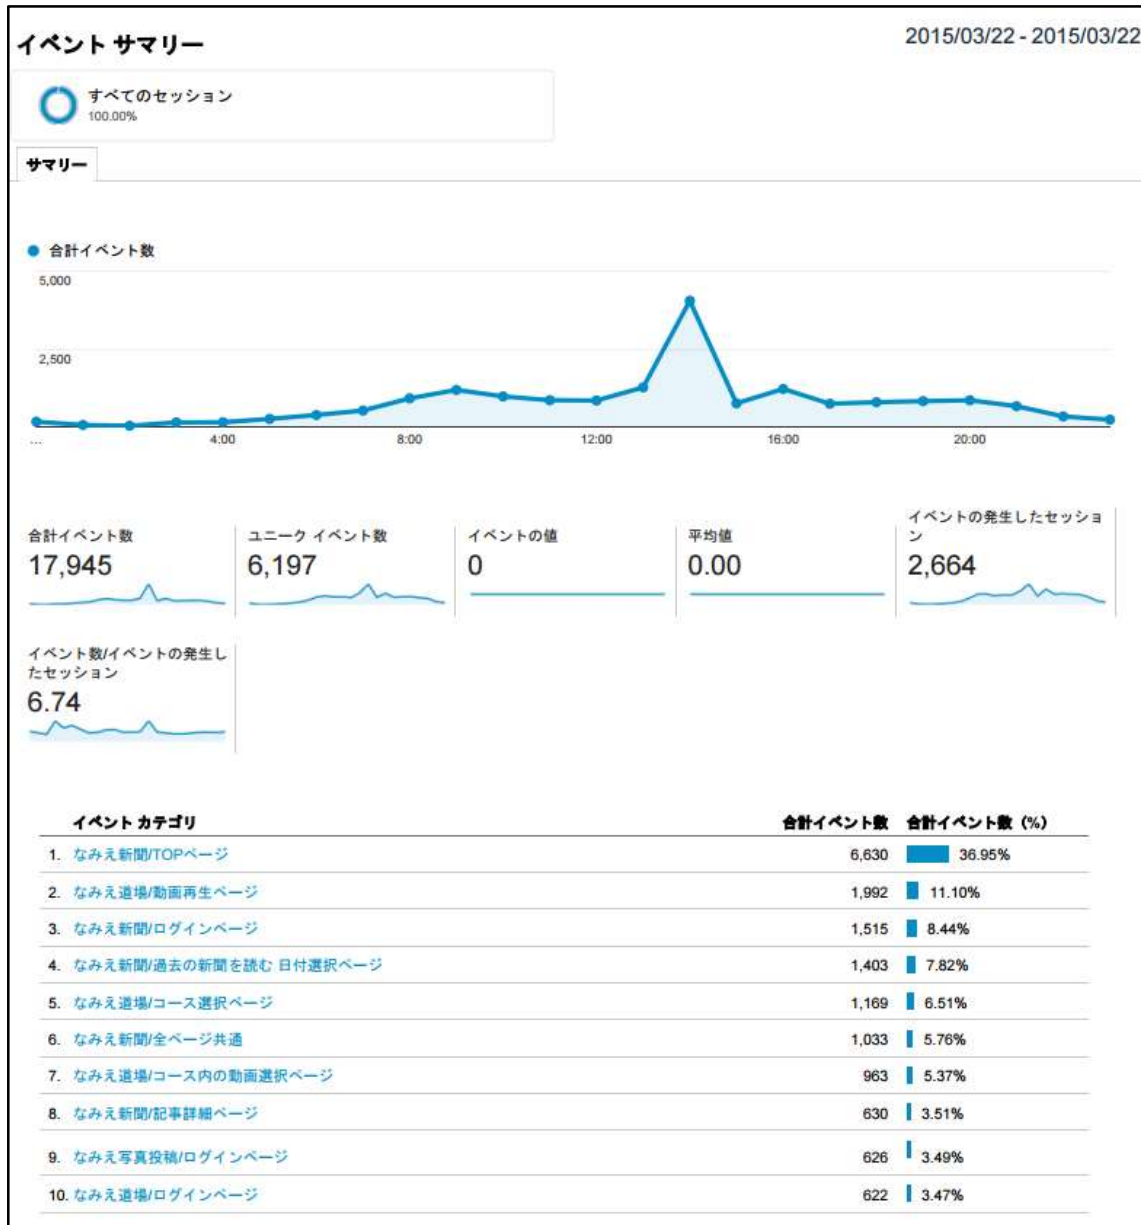 イベント サマリー
2015/03/22 - 2015/03/22
すべてのセッション
100.00%
サマリー
合計イベント数
5,000
2,500
...
4:00
8:00
12:00
16:00
20:00
合計イベント数
17,945
ユニーク イベント数
6,197
イベントの値
0
平均値
0.00
イベントの発生したセッショ
ン
2,664
イベント数/イベントの発生し
たセッション
6.74
イベント カテゴリ 合計イベント数 合計イベント数（%）
1. なみえ新聞/TOPページ 6,630 36.95%
2. なみえ道場/動画再生ページ 1,992 11.10%
3. なみえ新聞/ログインページ 1,515 8.44%
4. なみえ新聞/過去の新聞を読む 日付選択ページ 1,403 7.82%
5. なみえ道場/コース選択ページ 1,169 6.51%
6. なみえ新聞/全ページ共通 1,033 5.76%
7. なみえ道場/コース内の動画選択ページ 963 5.37%
8. なみえ新聞/記事詳細ページ 630 3.51%
9. なみえ写真投稿/ログインページ 626 3.49%
10. なみえ道場/ログインページ 622 3.47%